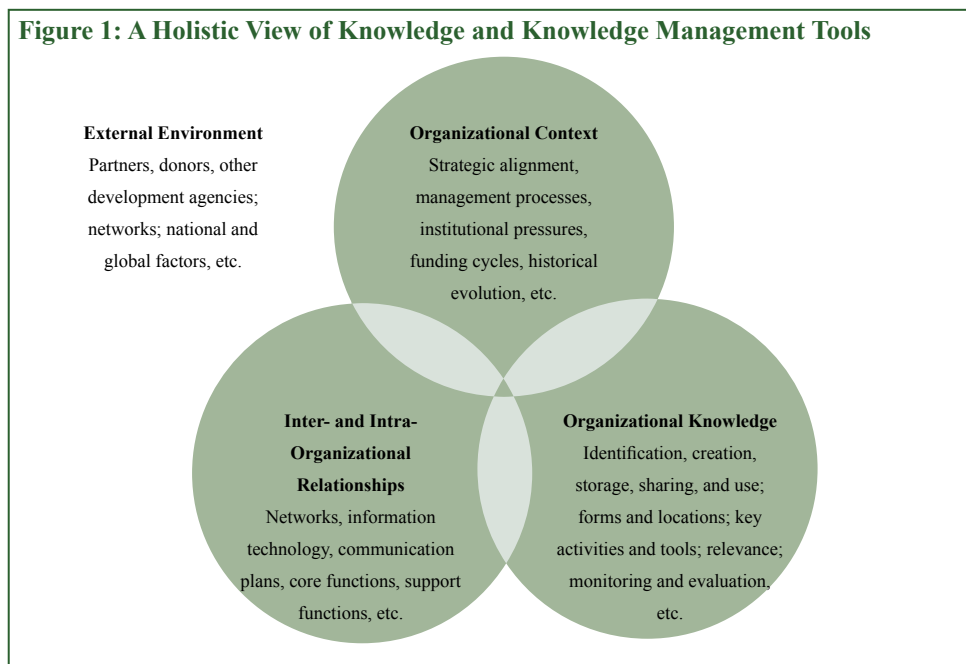 Figure 1: A Holistic View of Knowledge and Knowledge Management Tools
External Environment
Partners, donors, other
development agencies;
networks; national and
global factors, etc.
Organizational Context
Strategic alignment,
management processes,
institutional pressures,
funding cycles, historical
evolution, etc.
Inter- and Intra-
Organizational
Relationships
Networks, information
technology, communication
plans, core functions, support
functions, etc.
Organizational Knowledge
Identification, creation,
storage, sharing, and use;
forms and locations; key
activities and tools; relevance;
monitoring and evaluation,
etc.